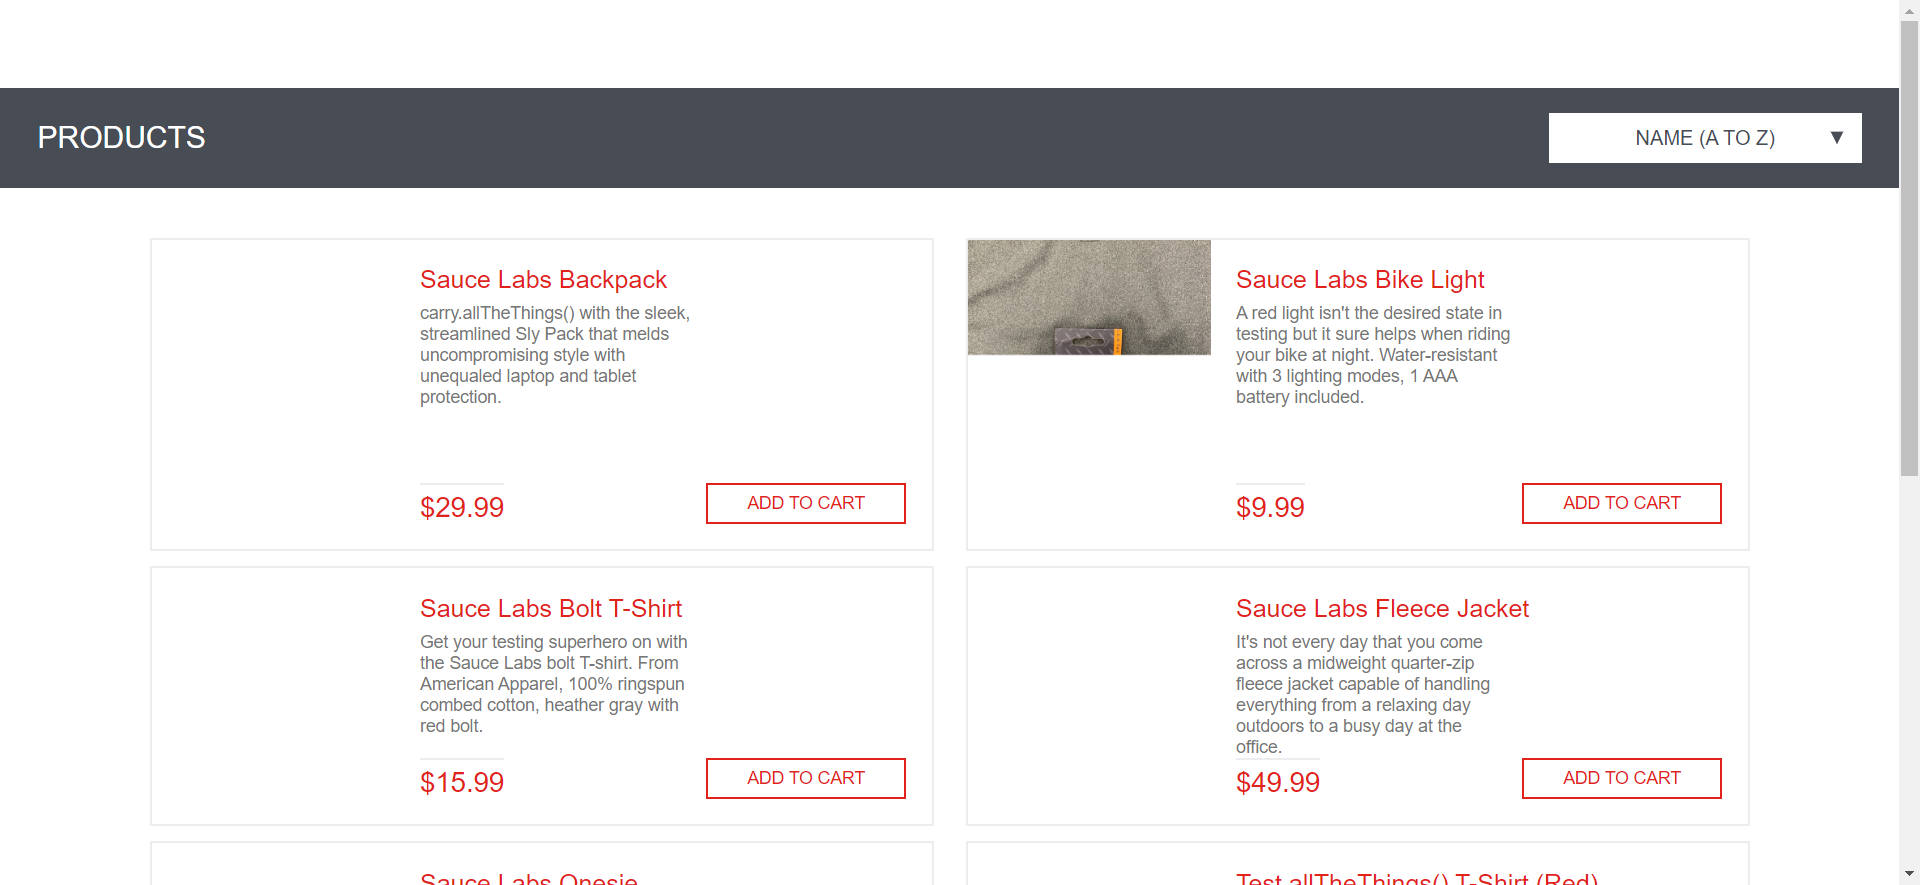 PRODUCTS
NAME (A TO Z)
Sauce Labs Backpack
carry.allTheThings() with the sleek,
streamlined Sly Pack that melds
uncompromising style with
unequaled laptop and tablet
protection.
$29.99
ADD TO CART
Sauce Labs Bike Light
A red light isn't the desired state in
testing but it sure helps when riding
your bike at night. Water-resistant
with 3 lighting modes, 1 AAA
battery included.
$9.99
ADD TO CART
Sauce Labs Bolt T-Shirt
Get your testing superhero on with
the Sauce Labs bolt T-shirt. From
American Apparel, 100% ringspun
combed cotton, heather gray with
red bolt.
$15.99
ADD TO CART
Sauce Labs Fleece Jacket
It's not every day that you come
across a midweight quarter-zip
fleece jacket capable of handling
everything from a relaxing day
outdoors to a busy day at the
office.
$49.99
ADD TO CART
Sauce Labs Onesie
Test.allTheThings() T-Shirt (Red)